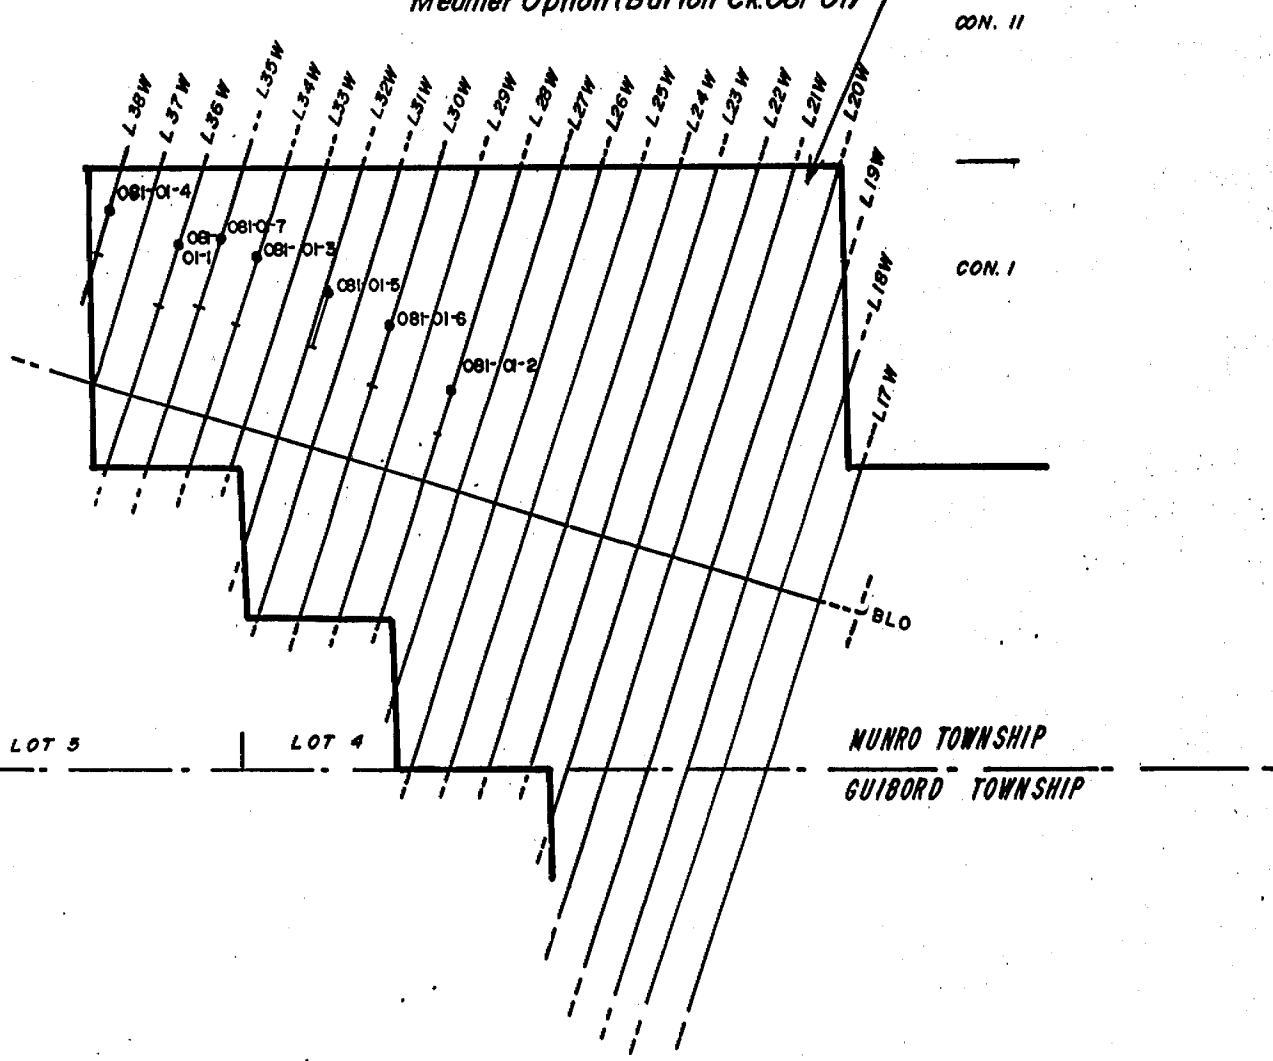 Meunier Option (Barton Ck. 081-01)
CON. II
L38W
L37W
L36W
L35W
L34W
L33W
L32W
L31W
L30W
L29W
L28W
L27W
L26W
L25W
L24W
L23W
L22W
L21W
L20W
L19W
L18W
L17W
CON. I
081-01-4
081-
01-1
081-01-7
081-01-3
081-01-5
081-01-6
081-01-2
BLO
LOT 5
LOT 4
MUNRO TOWNSHIP
GUIBORD TOWNSHIP